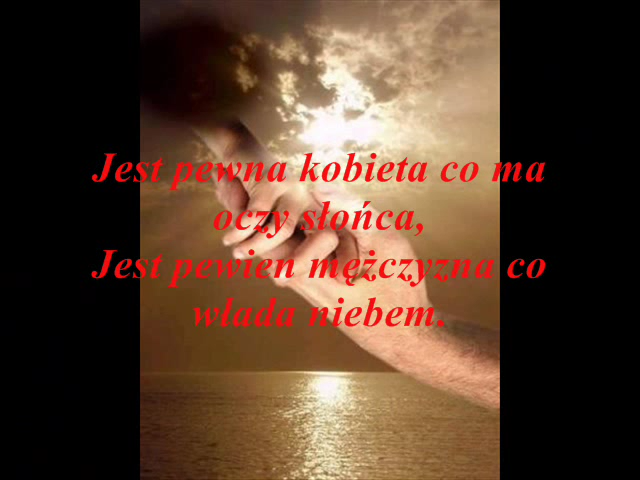 Jest pewna kobieta co ma
oczy słońca,
Jest pewien mężczyzna co
włada niebem.